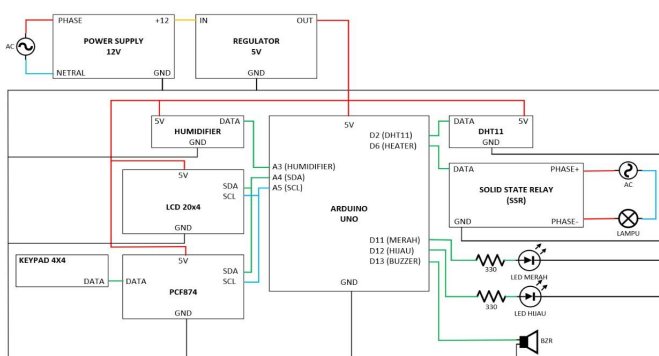 PHASE +12 IN OUT
POWER SUPPLY
12V
REGULATOR
5V
AC
NETRAL GND GND
5V DATA
HUMIDIFIER
GND
5V
D2 (DHT11)
D6 (HEATER)
DATA 5V
DHT11
GND
A3 (HUMIDIFIER)
A4 (SDA)
A5 (SCL)
5V
SDA
SCL
LCD 20x4
GND
ARDUINO
UNO
DATA PHASE+
SOLID STATE RELAY
(SSR)
GND PHASE-
AC
LAMPU
D11 (MERAH)
D12 (HIJAU)
D13 (BUZZER)
GND
KEYPAD 4X4
DATA
5V
DATA SDA
SCL
PCF874
GND
330 LED MERAH
330 LED HIJAU
BZR